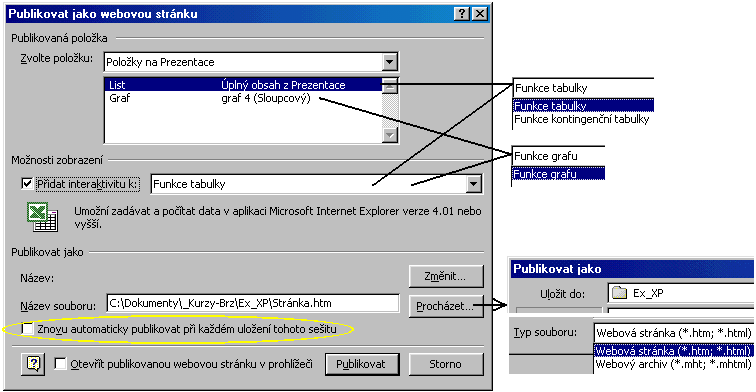 Publikovat jako webovou stránku
Publikovaná položka
Zvolte položku:
Položky na Prezentace
List Úplný obsah z Prezentace
Graf graf 4 (Sloupcový)
Možnosti zobrazení
Přidat interaktivitu k:
Funkce tabulky
Umožní zadávat a počítat data v aplikaci Microsoft Internet Explorer verze 4.01 nebo
vyšší.
Publikovat jako
Název:
Změnit...
Název souboru:
C:\Dokumenty\_Kurzy-Brz\Ex_XP\Stránka.htm
Procházet...
Znovu automaticky publikovat při každém uložení tohoto sešitu
Otevřít publikovanou webovou stránku v prohlížeči
Publikovat
Storno
Funkce tabulky
Funkce tabulky
Funkce kontingenční tabulky
Funkce grafu
Funkce grafu
Publikovat jako
Uložit do:
Ex_XP
Typ souboru:
Webová stránka (*.htm; *.html)
Webová stránka (*.htm; *.html)
Webový archiv (*.mht; *.mhtml)